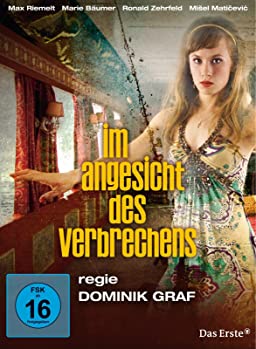 Max Riemelt Marie Bäumer Ronald Zehrfeld Mišel Matičević
im
angesicht
des
verbrechens
regie
DOMINIK GRAF
FSK
ab
16
freigegeben
Das Erste